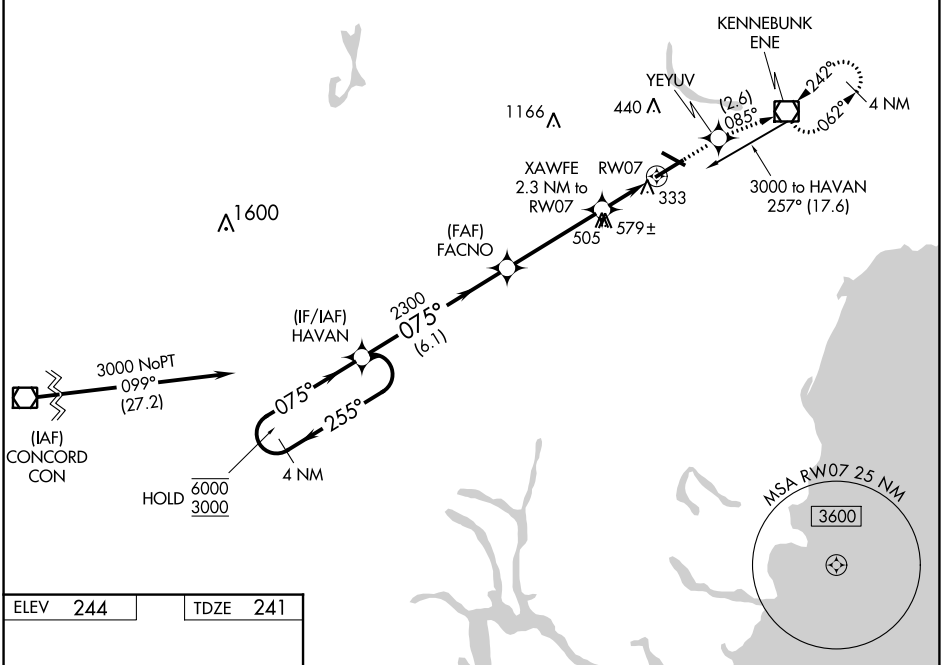 KENNEBUNK
ENE
YEYUV
(2.6)
085°
242°
062°
4 NM
1166
440
XAWFE
2.3 NM to
RW07
RW07
333
3000 to HAVAN
257° (17.6)
505
579±
1600
(FAF)
FACNO
(IF/IAF)
HAVAN
2300
075°
(6.1)
3000 NoPT
099°
(27.2)
075°
255°
(IAF)
CONCORD
CON
4 NM
HOLD
6000
3000
MSA RW07 25 NM
3600
ELEV 244
TDZE 241